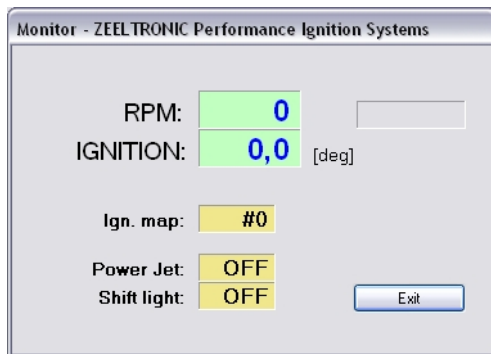 Monitor - ZEELTRONIC Performance Ignition Systems
RPM: 0
IGNITION: 0,0 [deg]
Ign. map: #0
Power Jet: OFF
Shift light: OFF
Exit